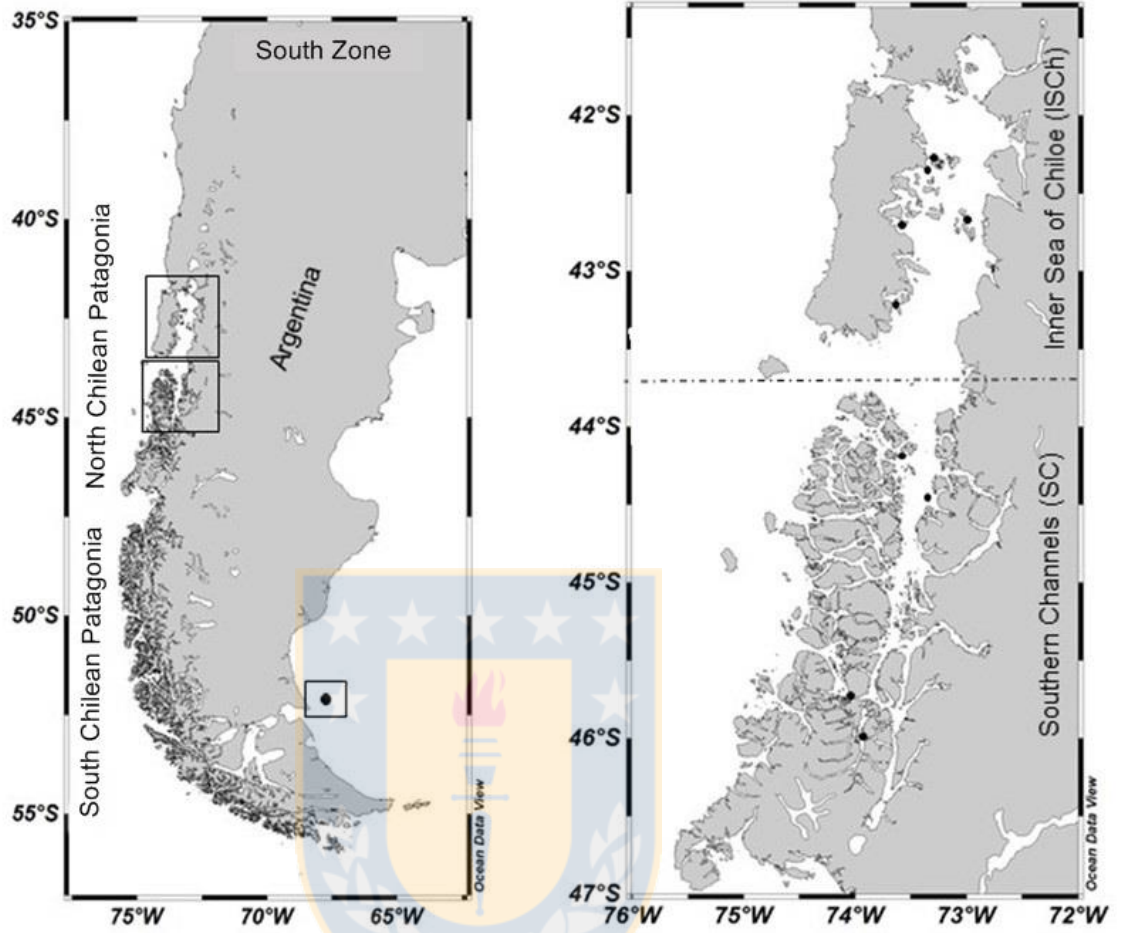 South Zone
35°S
40°S
45°S
50°S
55°S
75°W
70°W
65°W
North Chilean Patagonia
South Chilean Patagonia
Argentina
Ocean Data View
42°S
43°S
44°S
45°S
46°S
47°S
76°W
75°W
74°W
73°W
72°W
Inner Sea of Chiloe (ISCh)
Southern Channels (SC)
Ocean Data View